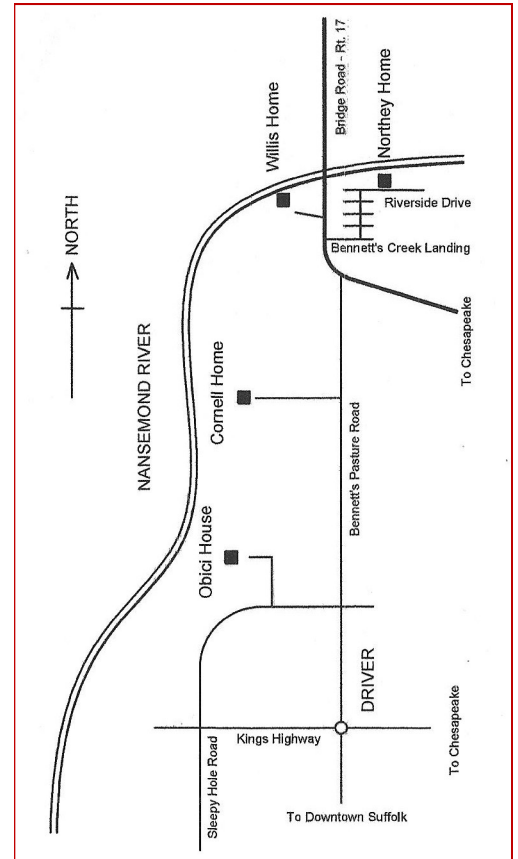 Bridge Road - Rt. 17
Northey Home
Willis Home
Riverside Drive
Bennett's Creek Landing
NORTH
To Chesapeake
NANSEMOND RIVER
Cornell Home
Bennett's Pasture Road
Obici House
DRIVER
Kings Highway
Sleepy Hole Road
To Chesapeake
To Downtown Suffolk